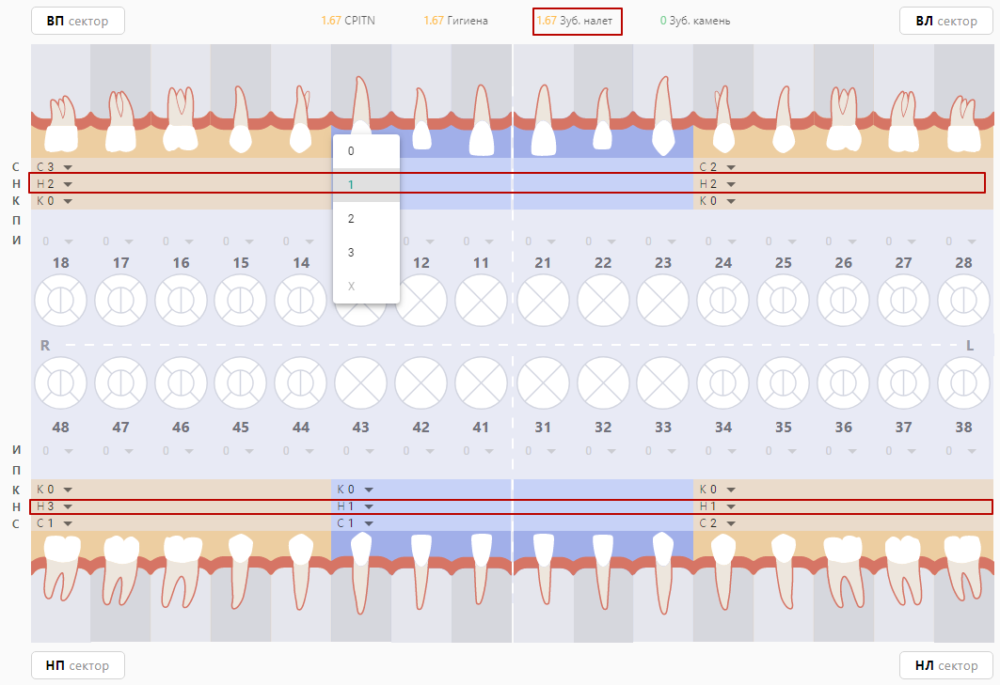 ВП сектор 1.67 CPITN 1.67 Гигиена 1.67 Зуб. налет 0 Зуб. камень ВЛ сектор
С C 3 C 2
Н H 2 H 2
К K 0 K 0
П
И 0 0 0 0 0 0 0 0 0 0 0 0 0 0 0
0
1
2
3
X
18 17 16 15 14 12 11 21 22 23 24 25 26 27 28
R L
48 47 46 45 44 43 42 41 31 32 33 34 35 36 37 38
И 0 0 0 0 0 0 0 0 0 0 0 0 0 0 0 0
П
К K 0 K 0 K 0
Н H 3 H 1 H 1
С C 1 C 1 C 2
НП сектор НЛ сектор